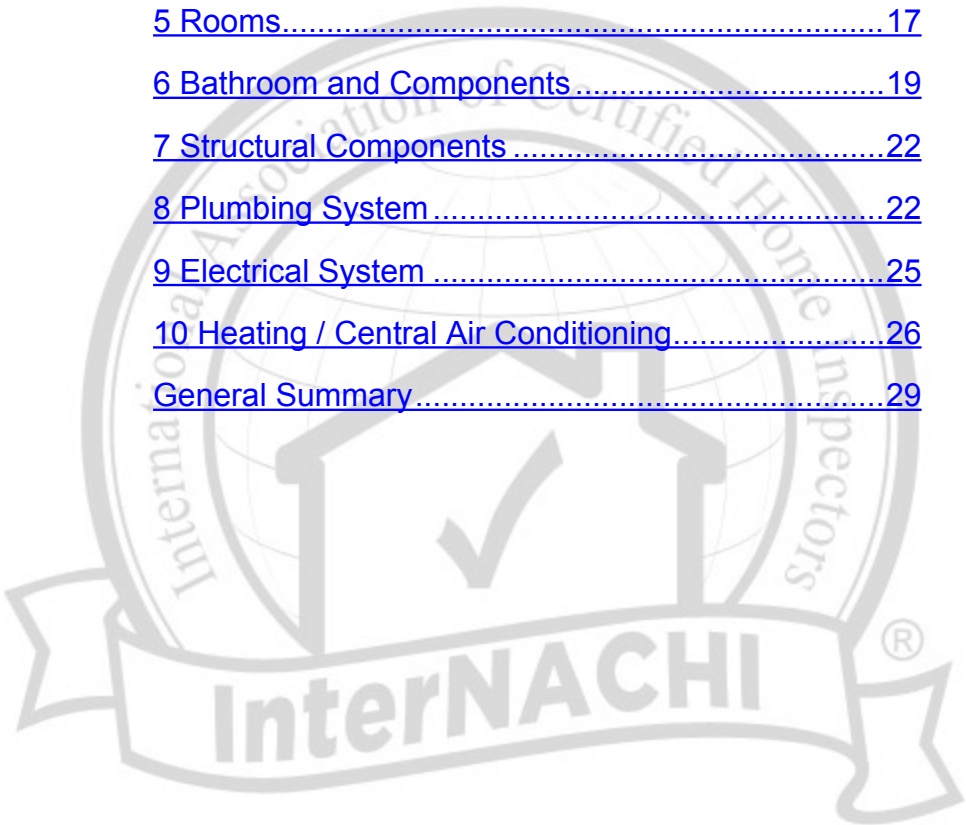 5 Rooms....................................................................17
6 Bathroom and Components...................................19
7 Structural Components..........................................22
8 Plumbing System...................................................22
9 Electrical System...................................................25
10 Heating / Central Air Conditioning........................26
General Summary.....................................................29
International Association of Certified Home Inspectors
InterNACHI ®